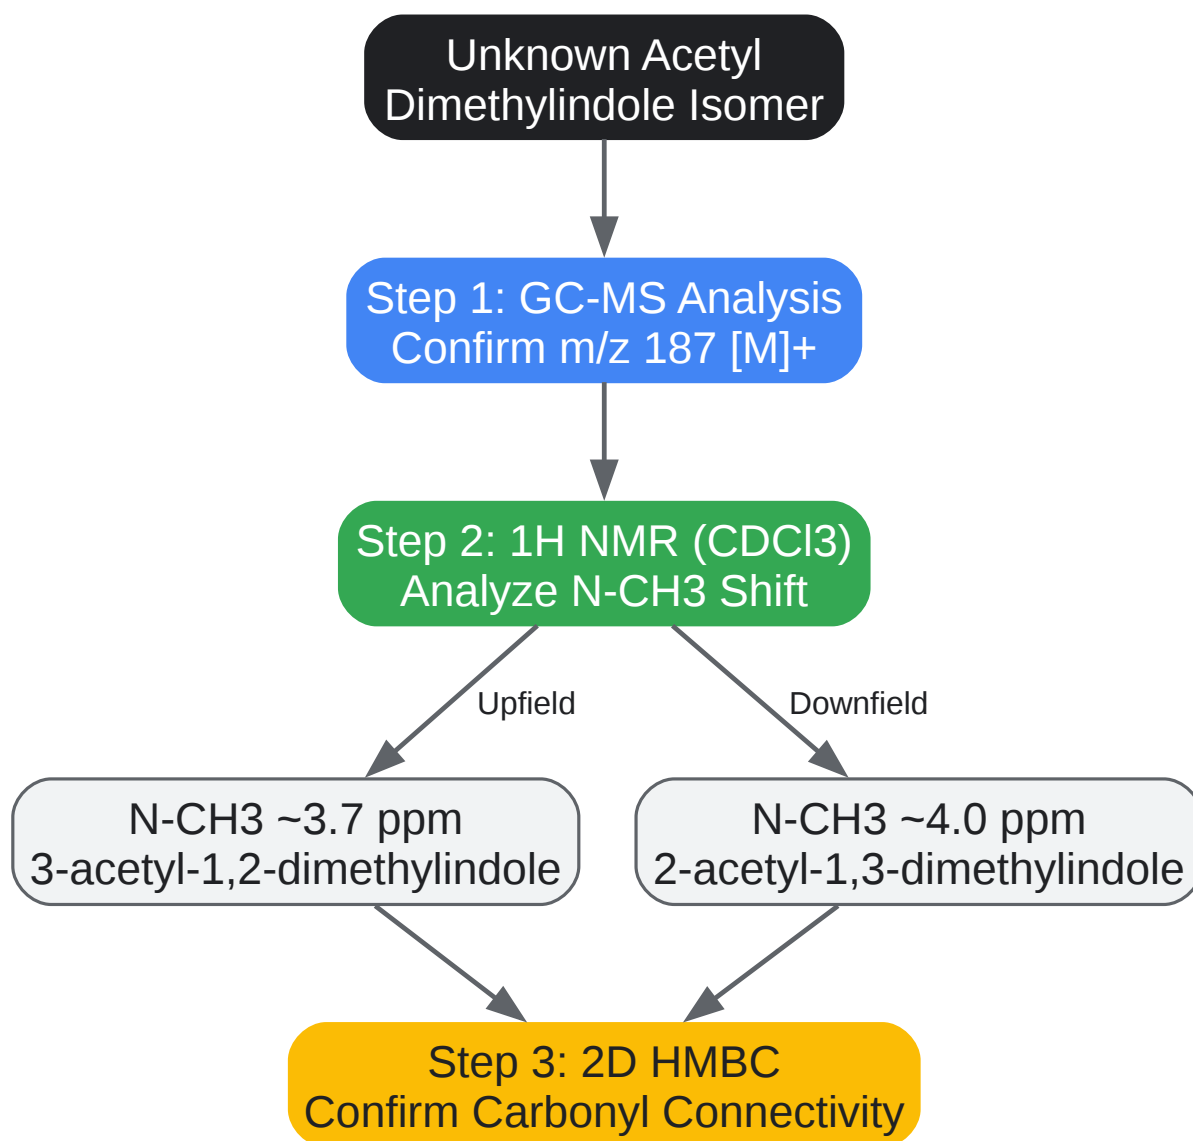 Unknown Acetyl
Dimethylindole Isomer
Step 1: GC-MS Analysis
Confirm m/z 187 [M]+
Step 2: 1H NMR (CDCl3)
Analyze N-CH3 Shift
Upfield
Downfield
N-CH3 ~3.7 ppm
3-acetyl-1,2-dimethylindole
N-CH3 ~4.0 ppm
2-acetyl-1,3-dimethylindole
Step 3: 2D HMBC
Confirm Carbonyl Connectivity